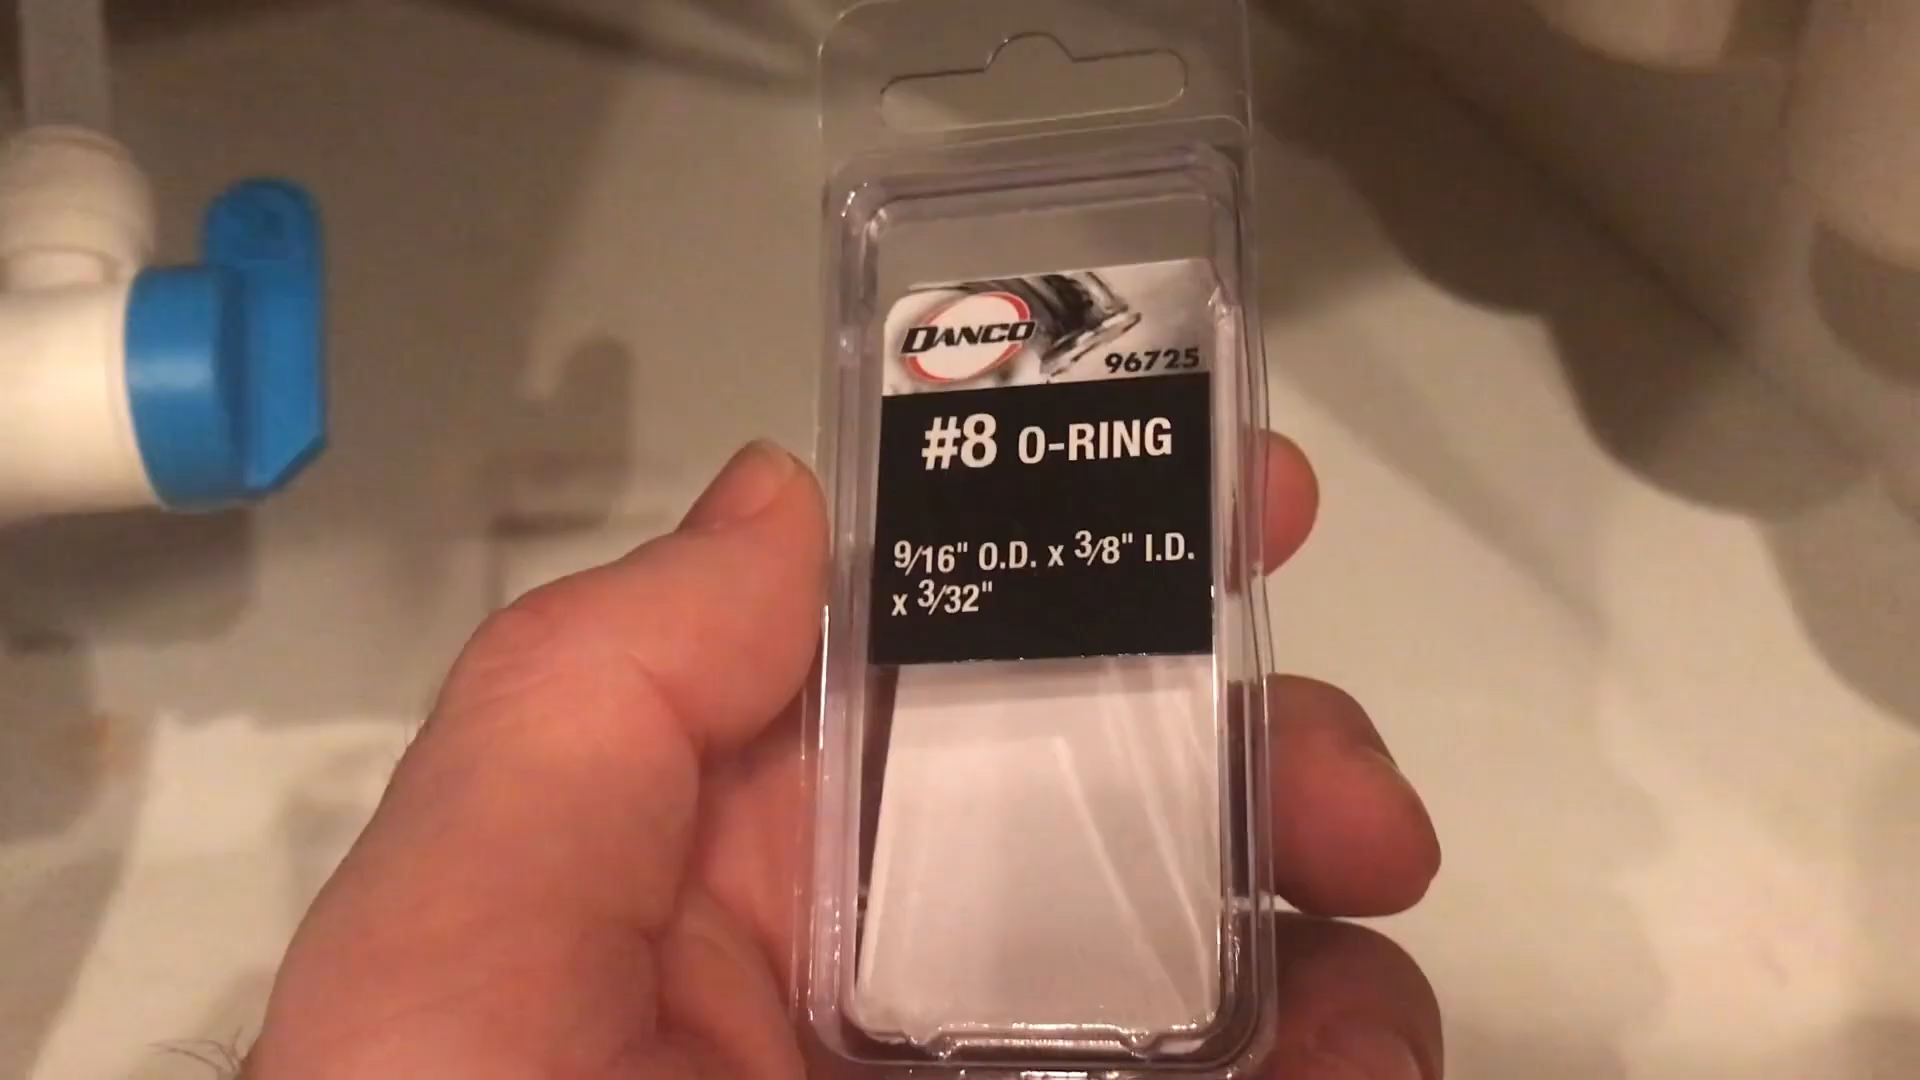 DANCO
96725
#8 O-RING
9/16" O.D. x 3/8" I.D.
x 3/32"